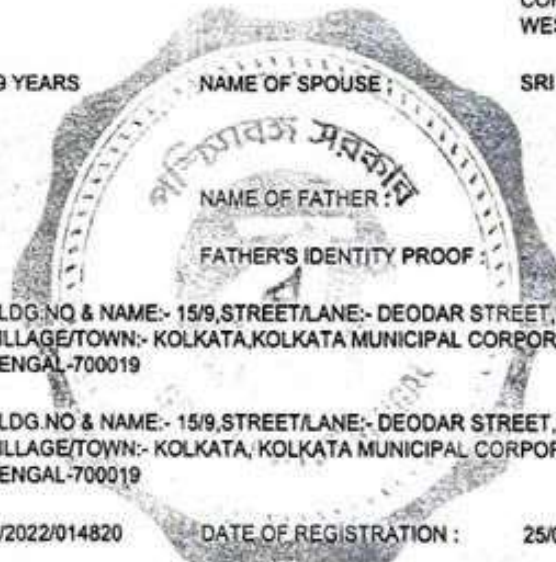 WES
9 YEARS NAME OF SPOUSE : SRI
পশ্চিমবঙ্গ সরকার
NAME OF FATHER :
FATHER'S IDENTITY PROOF :
LDG.NO & NAME:- 15/9,STREET/LANE:- DEODAR STREET,
ILLAGE/TOWN:- KOLKATA,KOLKATA MUNICIPAL CORPOR
ENGAL-700019
LDG.NO & NAME:- 15/9,STREET/LANE:- DEODAR STREET,
ILLAGE/TOWN:- KOLKATA, KOLKATA MUNICIPAL CORPOR
ENGAL-700019
/2022/014820 DATE OF REGISTRATION : 25/0